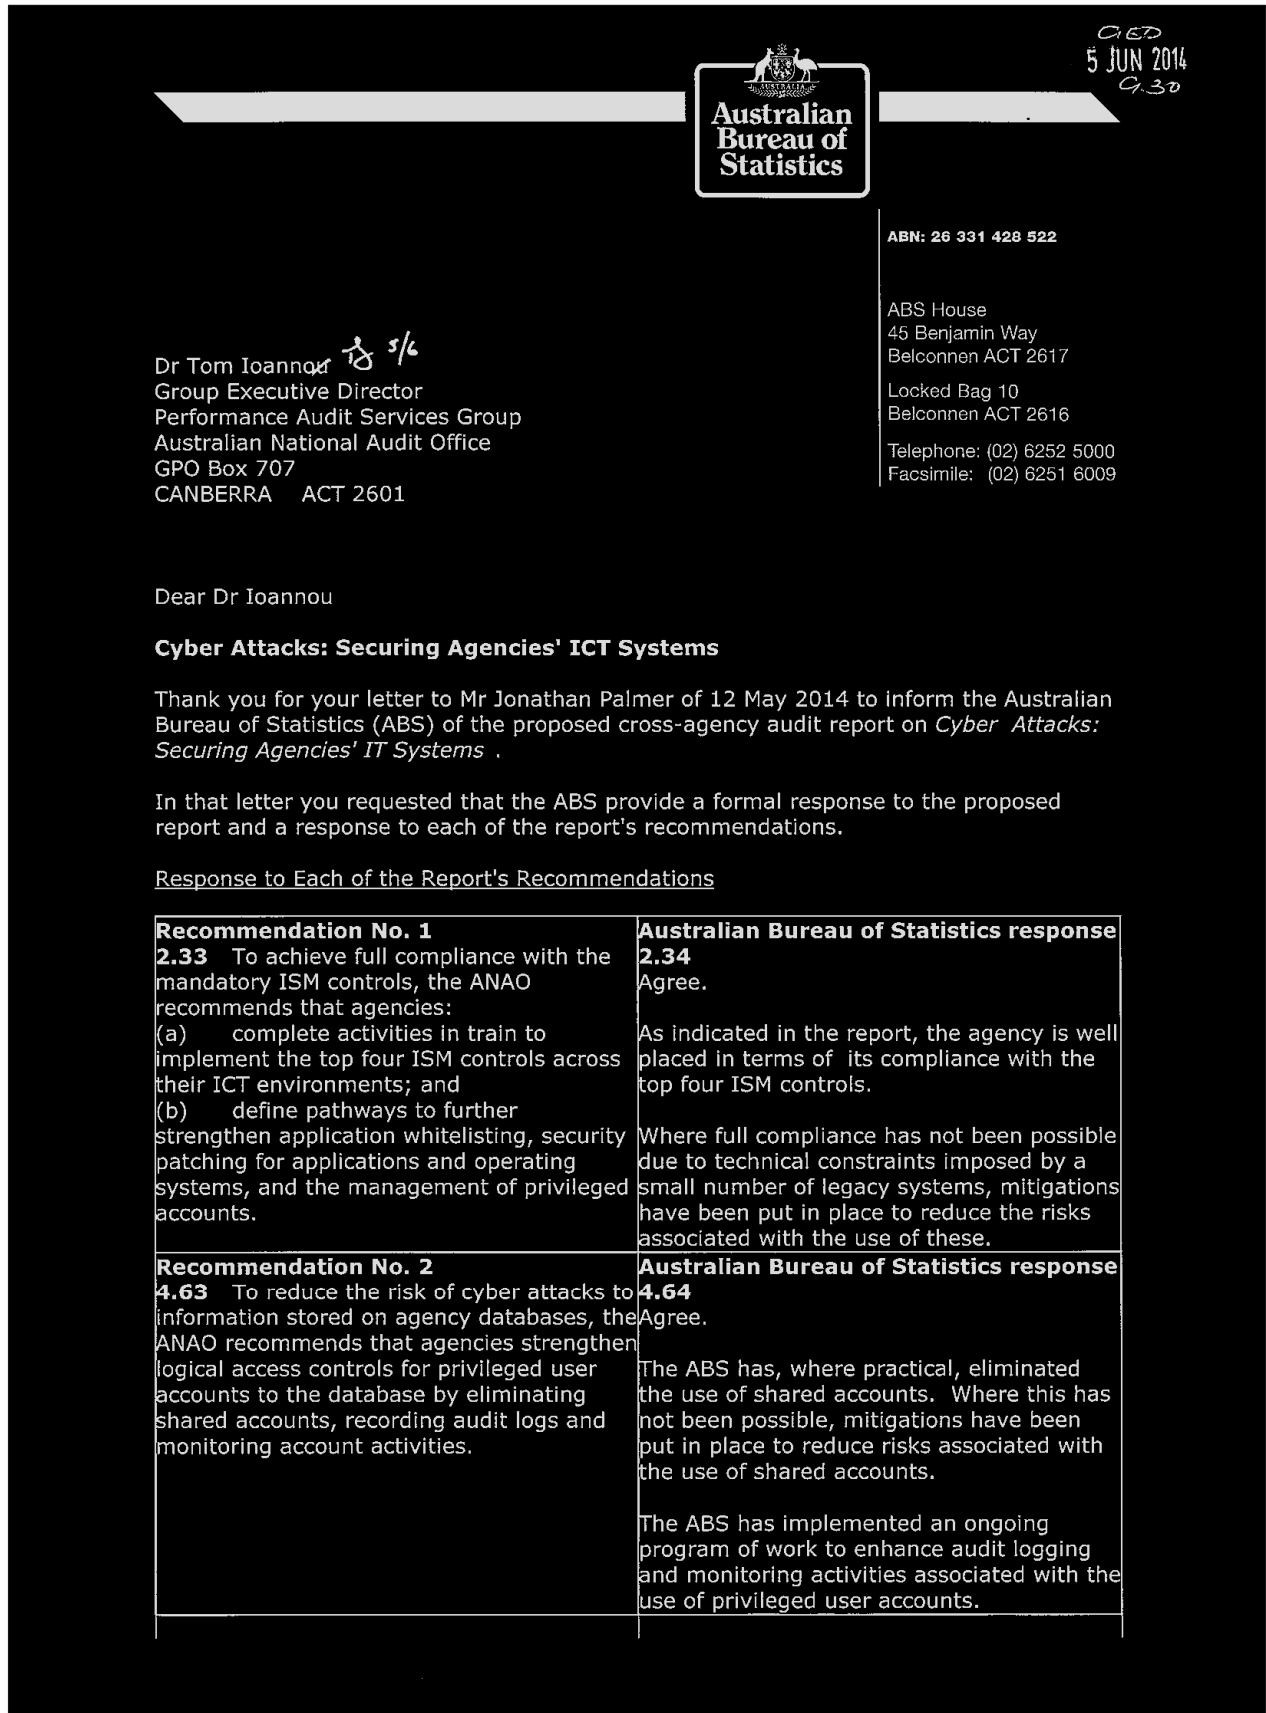 GED
5 JUN 2014
9.30
AUSTRALIA
Australian
Bureau of
Statistics
ABN: 26 331 428 522
ABS House
45 Benjamin Way
Belconnen ACT 2617
Locked Bag 10
Belconnen ACT 2616
Telephone: (02) 6252 5000
Facsimile: (02) 6251 6009
5/6
Dr Tom Ioannou
Group Executive Director
Performance Audit Services Group
Australian National Audit Office
GPO Box 707
CANBERRA ACT 2601
Dear Dr Ioannou
Cyber Attacks: Securing Agencies' ICT Systems
Thank you for your letter to Mr Jonathan Palmer of 12 May 2014 to inform the Australian
Bureau of Statistics (ABS) of the proposed cross-agency audit report on Cyber Attacks:
Securing Agencies' IT Systems .
In that letter you requested that the ABS provide a formal response to the proposed
report and a response to each of the report's recommendations.
Response to Each of the Report's Recommendations
Recommendation No. 1
2.33 To achieve full compliance with the
mandatory ISM controls, the ANAO
recommends that agencies:
(a) complete activities in train to
implement the top four ISM controls across
their ICT environments; and
(b) define pathways to further
strengthen application whitelisting, security
patching for applications and operating
systems, and the management of privileged
accounts.
Australian Bureau of Statistics response
2.34
Agree.
As indicated in the report, the agency is well
placed in terms of its compliance with the
top four ISM controls.
Where full compliance has not been possible
due to technical constraints imposed by a
small number of legacy systems, mitigations
have been put in place to reduce the risks
associated with the use of these.
Recommendation No. 2
4.63 To reduce the risk of cyber attacks to
information stored on agency databases, the
ANAO recommends that agencies strengthen
logical access controls for privileged user
accounts to the database by eliminating
shared accounts, recording audit logs and
monitoring account activities.
Australian Bureau of Statistics response
4.64
Agree.
The ABS has, where practical, eliminated
the use of shared accounts. Where this has
not been possible, mitigations have been
put in place to reduce risks associated with
the use of shared accounts.
The ABS has implemented an ongoing
program of work to enhance audit logging
and monitoring activities associated with the
use of privileged user accounts.